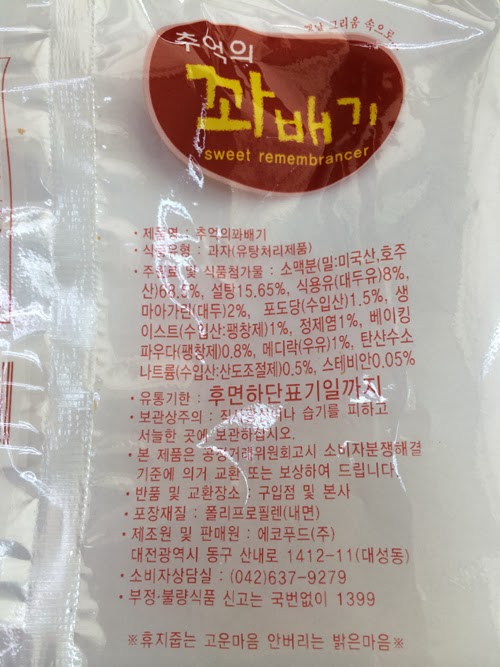 옛날 그리움 속으로..
추억의
꽈배기
sweet remembrancer
· 제품명 : 추억의꽈배기
· 식품유형 : 과자(유탕처리제품)
· 주원료 및 식품첨가물 : 소맥분(밀:미국산,호주
산)68.5%, 설탕15.65%, 식용유(대두유)8%,
마아가린(대두)2%, 포도당(수입산)1.5%, 생
이스트(수입산:팽창제)1%, 정제염1%, 베이킹
파우다(팽창제)0.8%, 메디락(우유)1%, 탄산수소
나트륨(수입산:산도조절제)0.5%, 스테비안0.05%
· 유통기한 : 후면하단표기일까지
· 보관상주의 : 직사광선이나 습기를 피하고
서늘한 곳에 보관하십시오.
· 본 제품은 공정거래위원회고시 소비자분쟁해결
기준에 의거 교환 또는 보상하여 드립니다.
· 반품 및 교환장소 : 구입점 및 본사
· 포장재질 : 폴리프로필렌(내면)
· 제조원 및 판매원 : 에코푸드(주)
대전광역시 동구 산내로 1412-11(대성동)
· 소비자상담실 : (042)637-9279
· 부정·불량식품 신고는 국번없이 1399
※휴지줍는 고운마음 안버리는 밝은마음※